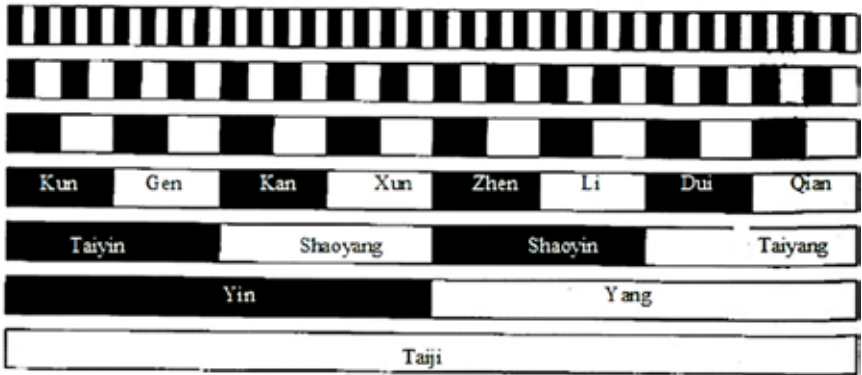 Kun Gen Kan Xun Zhen Li Dui Qian
Taiyin Shaoyang Shaoyin Taiyang
Yin Yang
Taiji